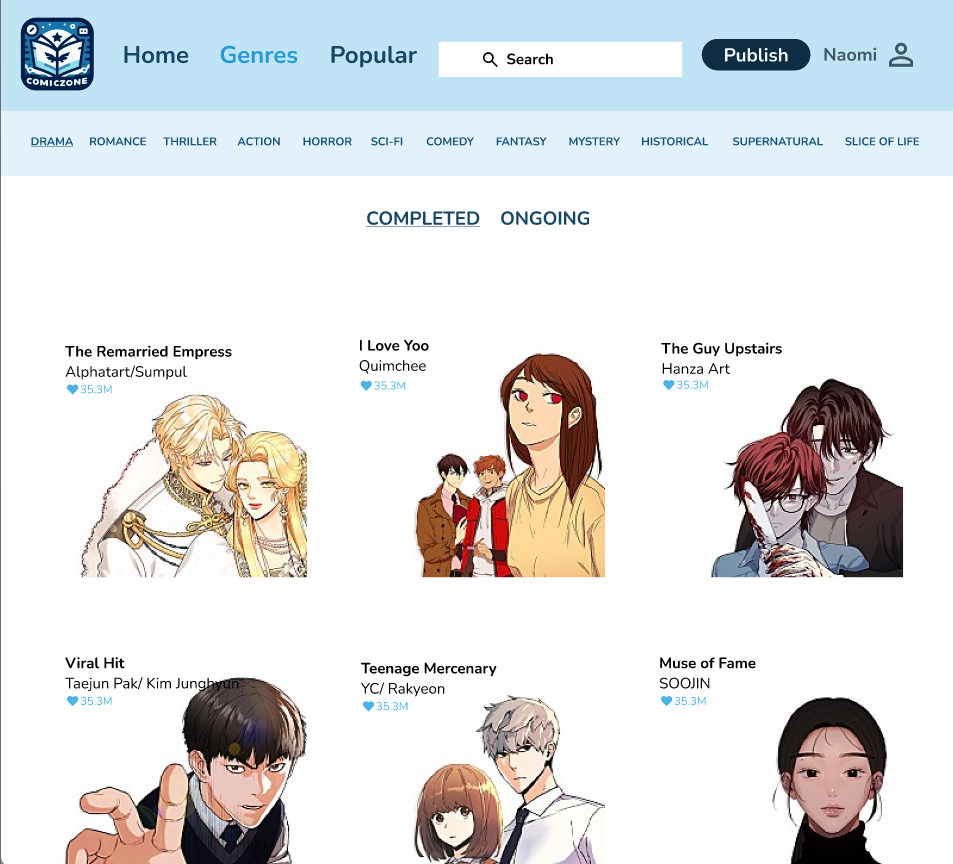 COMICZONE
Home Genres Popular Search Publish Naomi
DRAMA ROMANCE THRILLER ACTION HORROR SCI-FI COMEDY FANTASY MYSTERY HISTORICAL SUPERNATURAL SLICE OF LIFE
COMPLETED ONGOING
The Remarried Empress
Alphatart/Sumpul
35.3M
I Love Yoo
Quimchee
35.3M
The Guy Upstairs
Hanza Art
35.3M
Viral Hit
Taejun Pak/ Kim Junghyun
35.3M
Teenage Mercenary
YC/ Rakyeon
35.3M
Muse of Fame
SOOJIN
35.3M